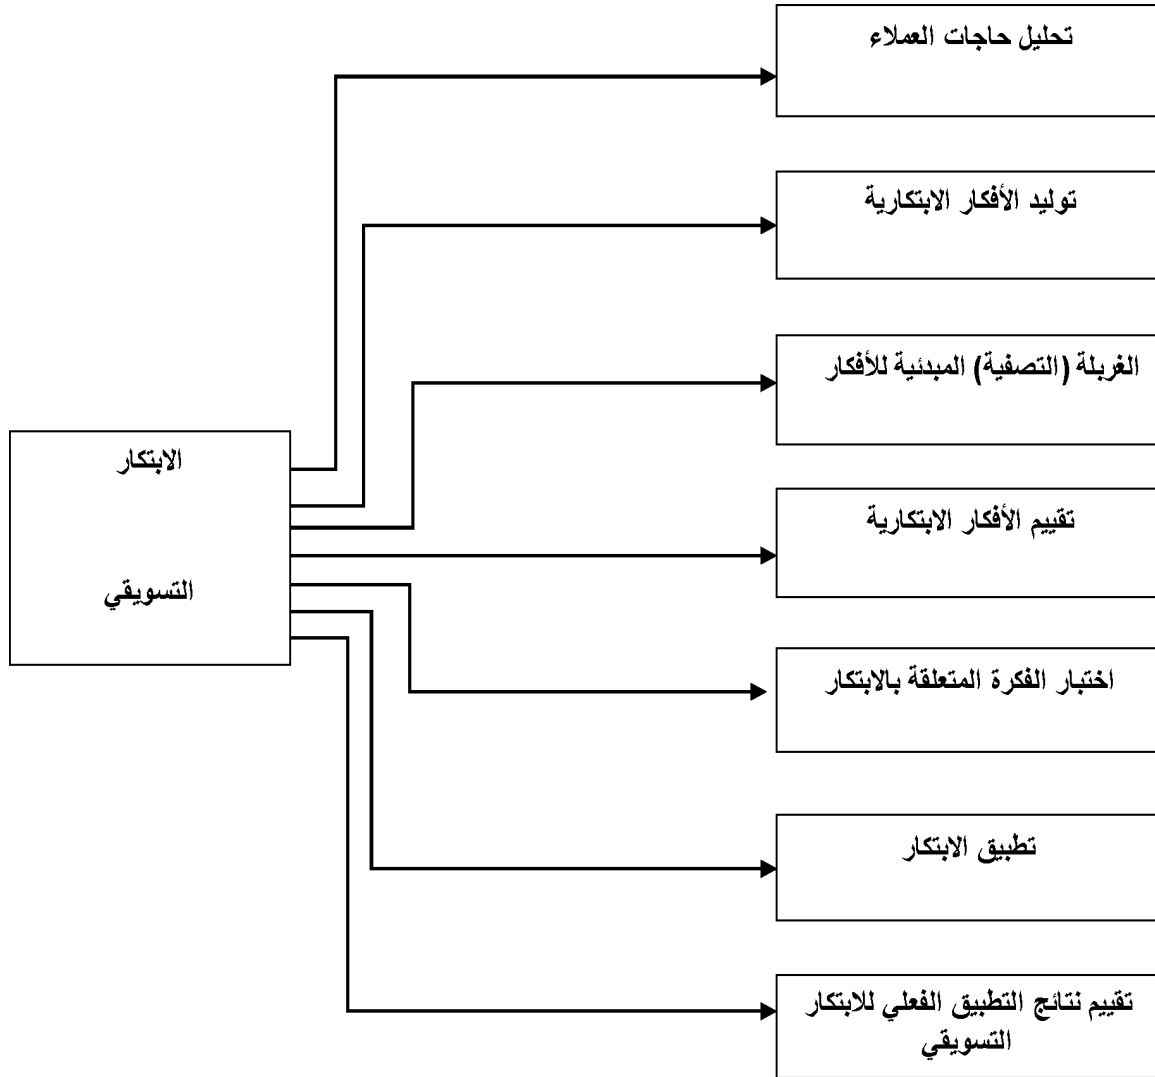 تحليل حاجات العملاء
توليد الأفكار الابتكارية
الغربلة (التصفية) المبدئية للأفكار
الابتكار
التسويقي
تقييم الأفكار الابتكارية
اختبار الفكرة المتعلقة بالابتكار
تطبيق الابتكار
تقييم نتائج التطبيق الفعلي للابتكار
التسويقي